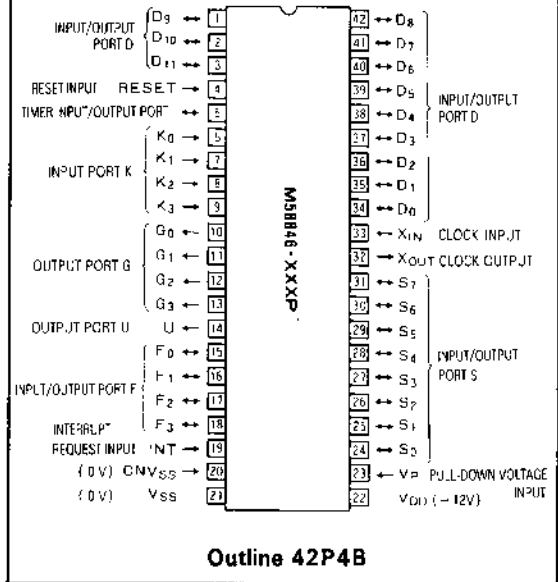 INPUT/OUTPUT
PORT D
D9 ↔ 1
D10 ↔ 2
D11 ↔ 3
RESET INPUT RESET → 4
TIMER INPUT/OUTPUT PORT ↔ 5
INPUT PORT K
K0 → 6
K1 → 7
K2 → 8
K3 → 9
OUTPUT PORT G
G0 ← 10
G1 ← 11
G2 ← 12
G3 ← 13
OUTPUT PORT U U ← 14
INPUT/OUTPUT PORT F
F0 ↔ 15
F1 ↔ 16
F2 ↔ 17
F3 ↔ 18
INTERRUPT
REQUEST INPUT INT → 19
(0V) CNVSS → 20
(0V) VSS 21
M58846-XXXP
42 ↔ D8
41 ↔ D7
40 ↔ D6
39 ↔ D5
38 ↔ D4
37 ↔ D3
36 ↔ D2
35 ↔ D1
34 ↔ D0
INPUT/OUTPUT
PORT D
33 ← XIN CLOCK INPUT
32 → XOUT CLOCK OUTPUT
31 ↔ S7
30 ↔ S6
29 ↔ S5
28 ↔ S4
27 ↔ S3
26 ↔ S2
25 ↔ S1
24 ↔ S0
INPUT/OUTPUT
PORT S
23 ← VP PULL-DOWN VOLTAGE
INPUT
22 VDD (−12V)
Outline 42P4B